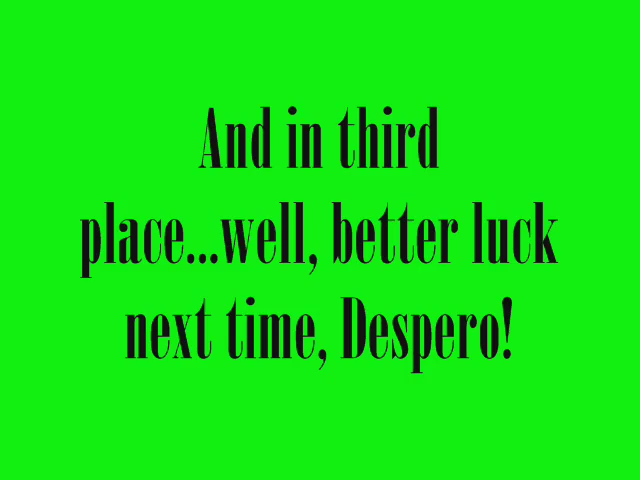 And in third
place...well, better luck
next time, Despero!